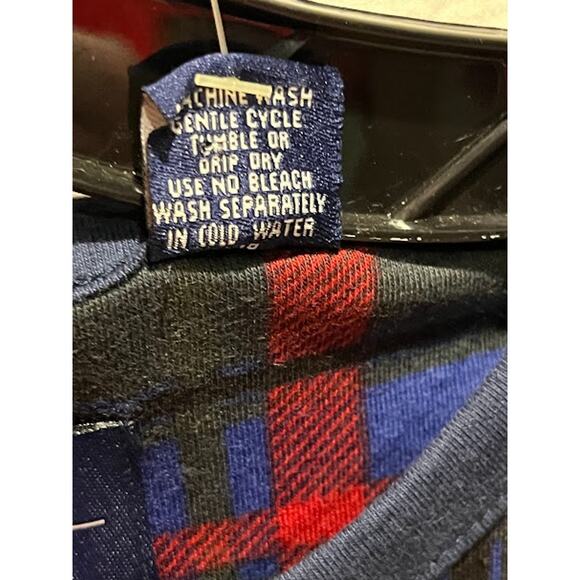 MACHINE WASH
GENTLE CYCLE
TUMBLE OR
DRIP DRY
USE NO BLEACH
WASH SEPARATELY
IN COLD WATER